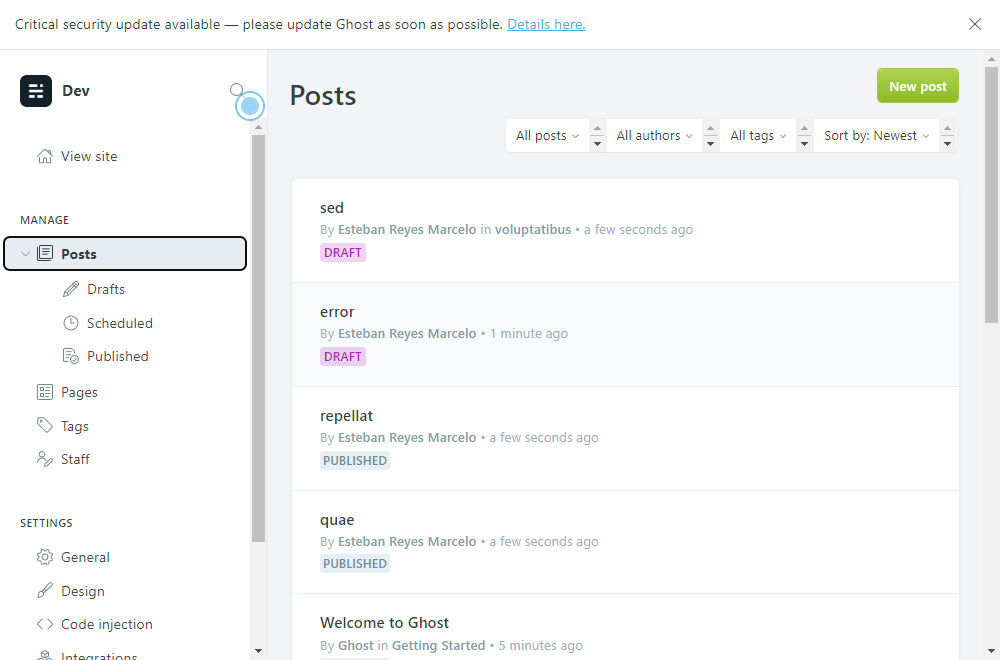 Critical security update available — please update Ghost as soon as possible. Details here.
Dev
View site
MANAGE
Posts
Drafts
Scheduled
Published
Pages
Tags
Staff
SETTINGS
General
Design
Code injection
Integrations
Posts
New post
All posts
All authors
All tags
Sort by: Newest
sed
By Esteban Reyes Marcelo in voluptatibus • a few seconds ago
DRAFT
error
By Esteban Reyes Marcelo • 1 minute ago
DRAFT
repellat
By Esteban Reyes Marcelo • a few seconds ago
PUBLISHED
quae
By Esteban Reyes Marcelo • a few seconds ago
PUBLISHED
Welcome to Ghost
By Ghost in Getting Started • 5 minutes ago